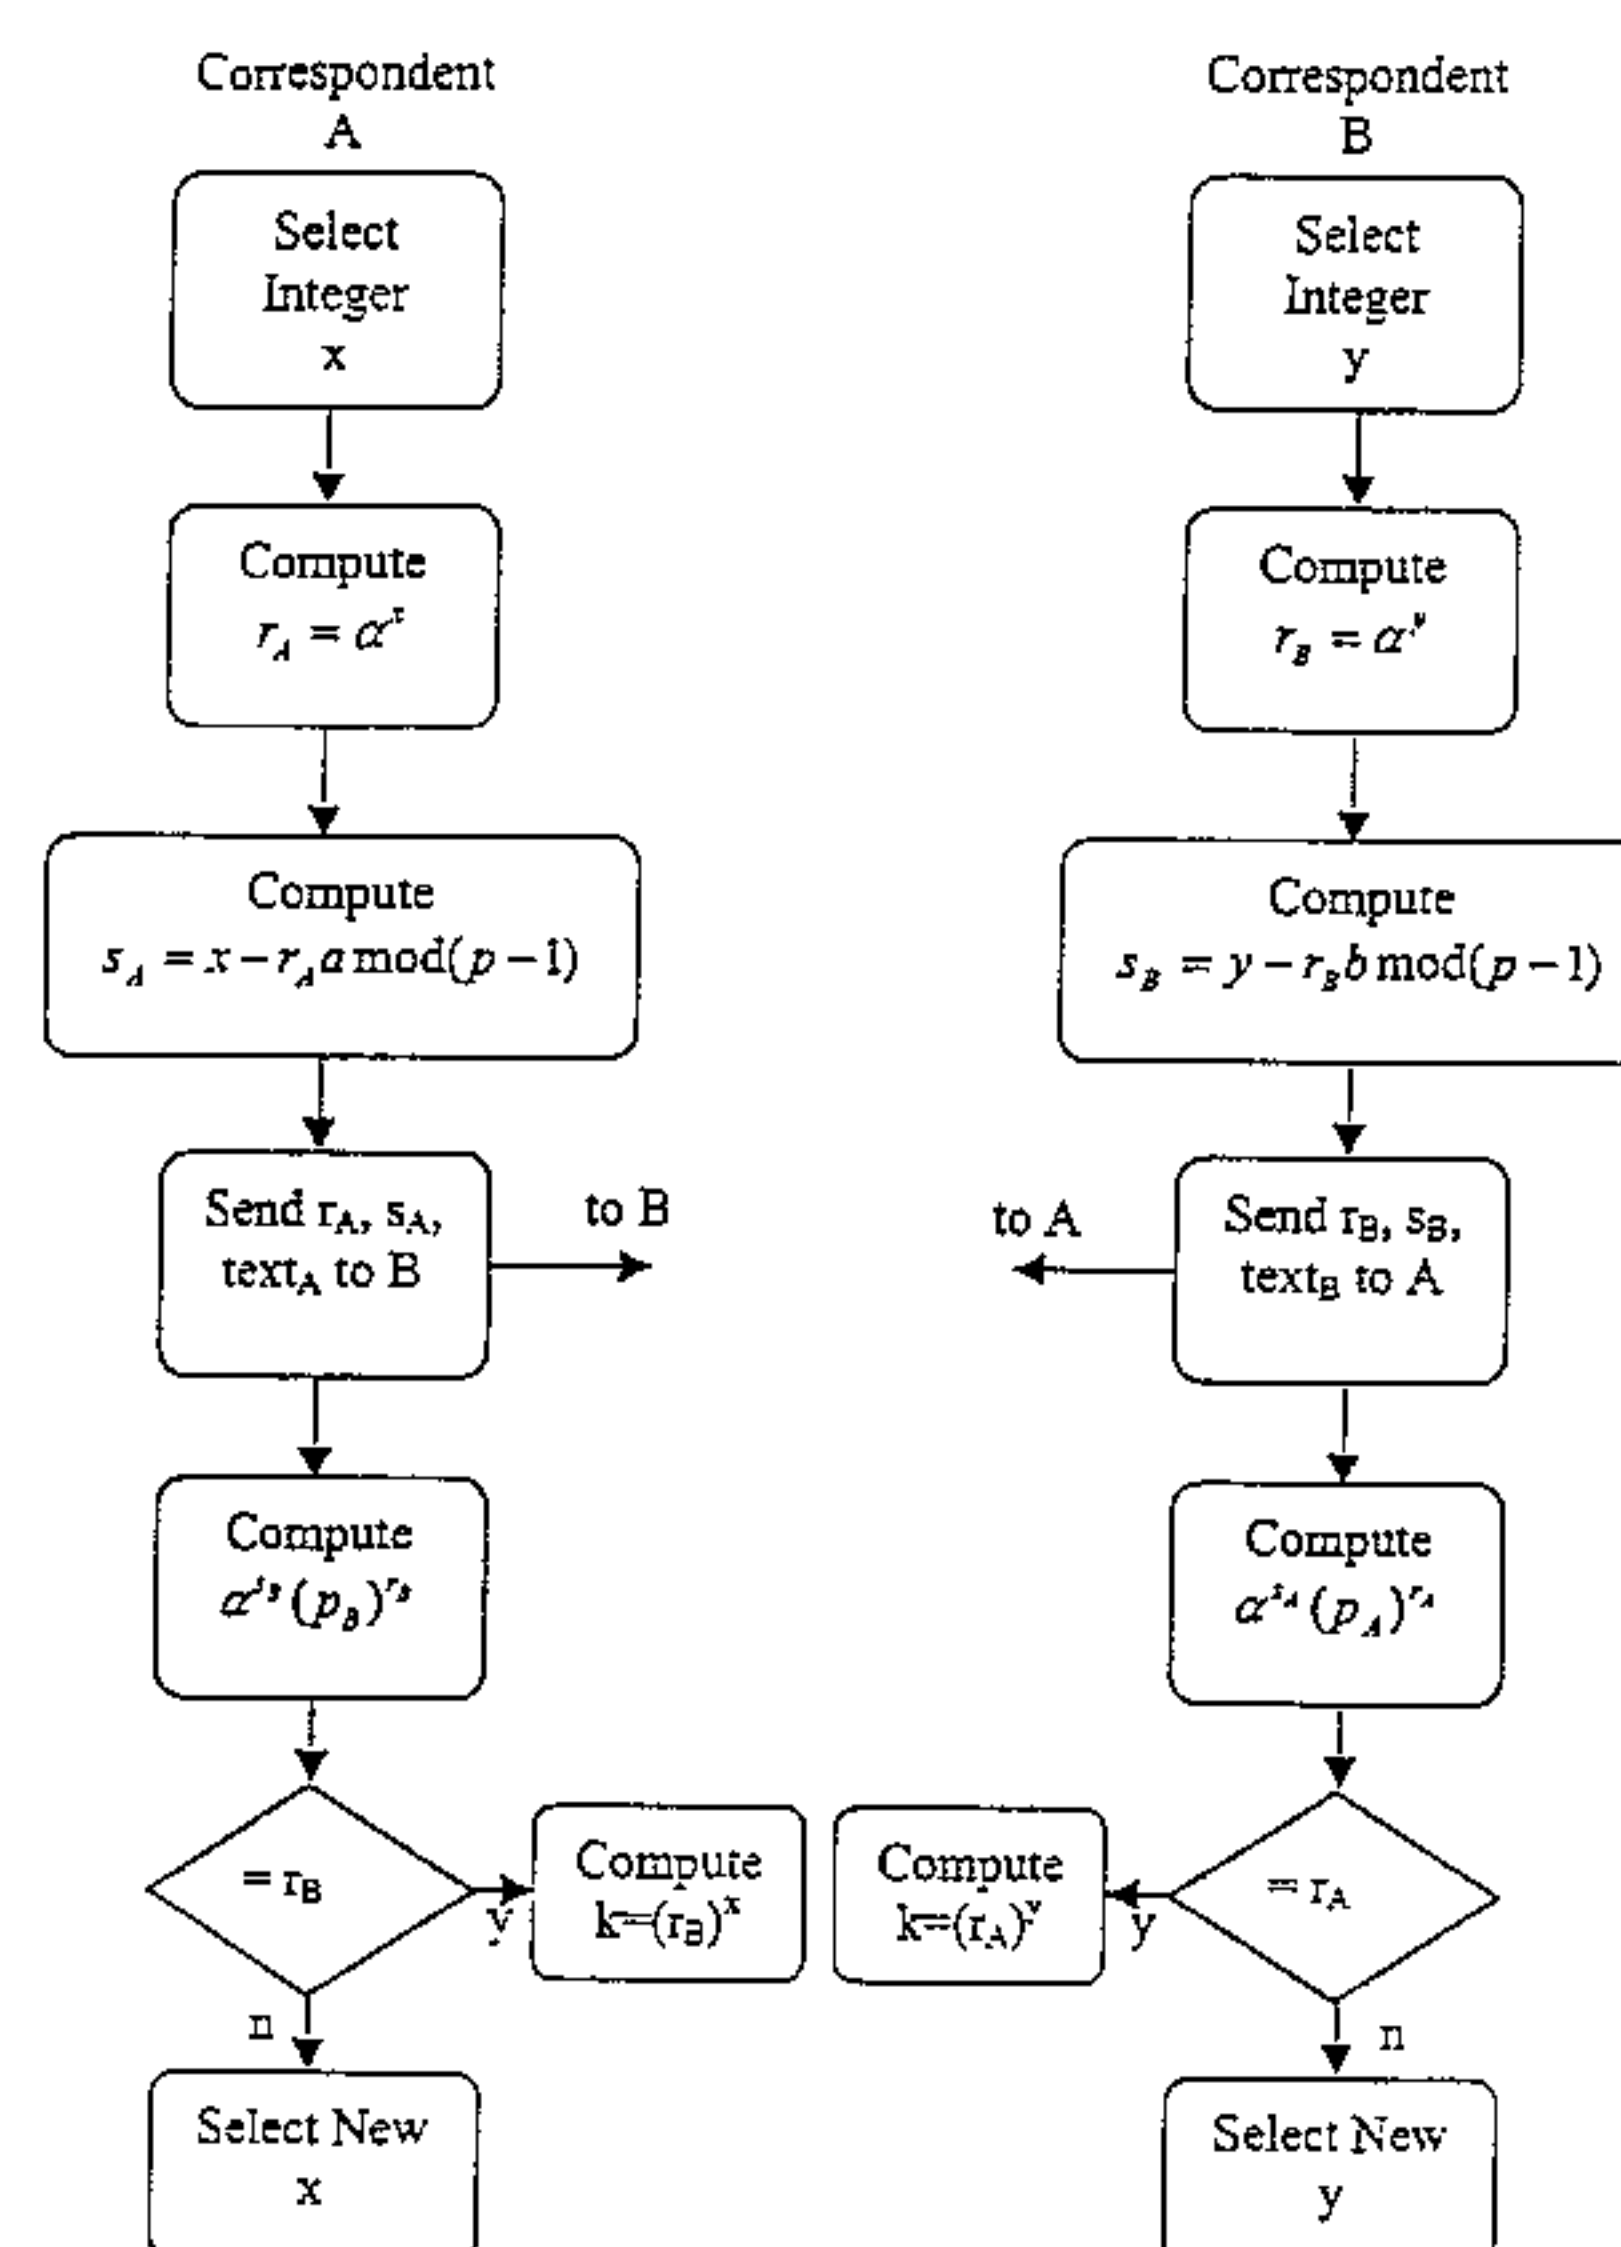 Correspondent
A
Select
Integer
x
Compute
r_A = α^x
Compute
s_A = x − r_A a mod(p − 1)
Send r_A, s_A,
text_A to B
to B
Compute
α^{s_B} (p_B)^{r_B}
= r_B
y
Compute
k=(r_B)^x
n
Select New
x
Correspondent
B
Select
Integer
y
Compute
r_B = α^y
Compute
s_B = y − r_B b mod(p − 1)
to A
Send r_B, s_B,
text_B to A
Compute
α^{s_A} (p_A)^{r_A}
= r_A
y
Compute
k=(r_A)^y
n
Select New
y